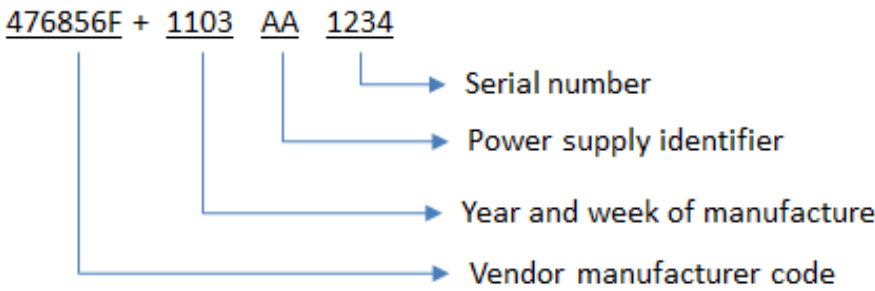 476856F + 1103 AA 1234
Serial number
Power supply identifier
Year and week of manufacture
Vendor manufacturer code